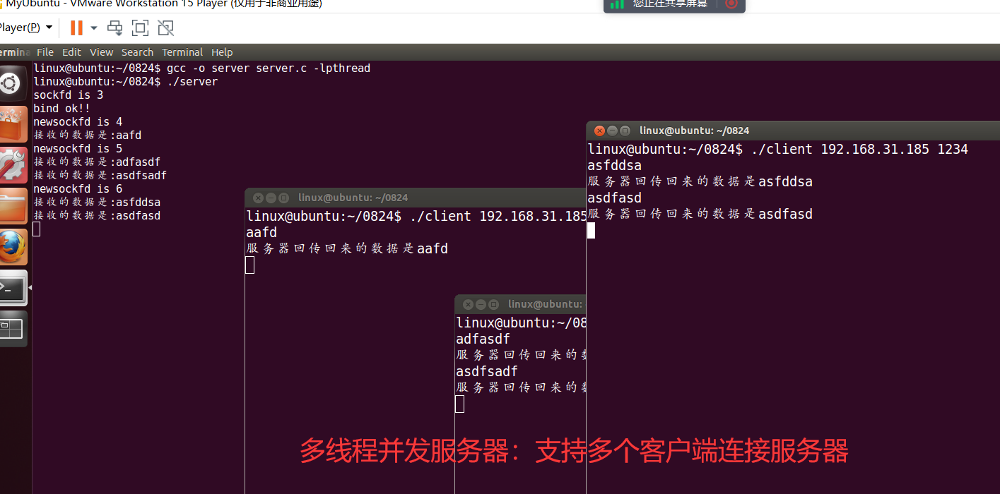 MyUbuntu - VMware Workstation 15 Player (仅用于非商业用途)
您正在共享屏幕
Player(P)
File Edit View Search Terminal Help
linux@ubuntu:~/0824$ gcc -o server server.c -lpthread
linux@ubuntu:~/0824$ ./server
sockfd is 3
bind ok!!
newsockfd is 4
接收的数据是:aafd
newsockfd is 5
接收的数据是:adfasdf
接收的数据是:asdfsadf
newsockfd is 6
接收的数据是:asfddsa
接收的数据是:asdfasd
linux@ubuntu: ~/0824
linux@ubuntu:~/0824$ ./client 192.168.31.185
aafd
服务器回传回来的数据是aafd
linux@ubuntu:
linux@ubuntu:~/08
adfasdf
服务器回传回来的数
asdfsadf
服务器回传回来的数
linux@ubuntu: ~/0824
linux@ubuntu:~/0824$ ./client 192.168.31.185 1234
asfddsa
服务器回传回来的数据是asfddsa
asdfasd
服务器回传回来的数据是asdfasd
多线程并发服务器：支持多个客户端连接服务器